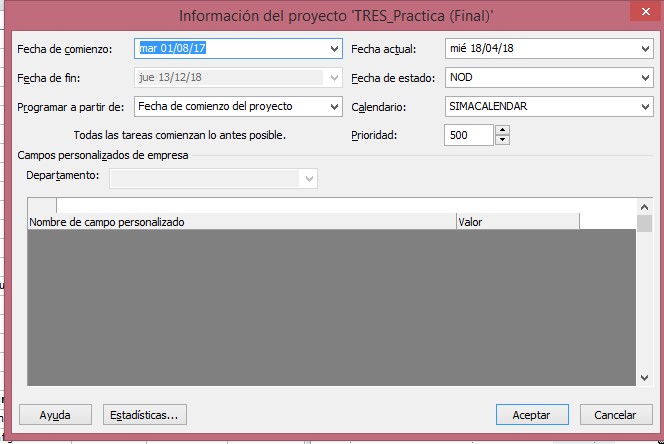 Información del proyecto 'TRES_Practica (Final)'
Fecha de comienzo: mar 01/08/17 Fecha actual: mié 18/04/18
Fecha de fin: jue 13/12/18 Fecha de estado: NOD
Programar a partir de: Fecha de comienzo del proyecto Calendario: SIMACALENDAR
Todas las tareas comienzan lo antes posible. Prioridad: 500
Campos personalizados de empresa
Departamento:
Nombre de campo personalizado Valor
Ayuda Estadísticas... Aceptar Cancelar